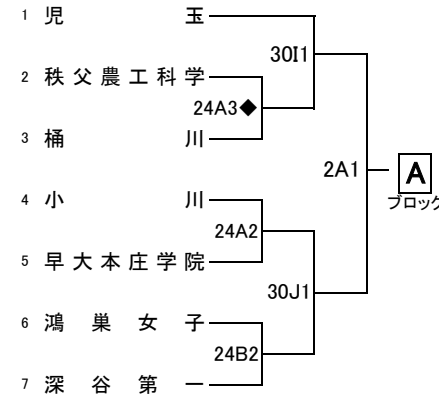 1 児玉
30I1
2 秩父農工科学
24A3◆
3 桶川
2A1
A
ブロック
4 小川
24A2
5 早大本庄学院
30J1
6 鴻巣女子
24B2
7 深谷第一